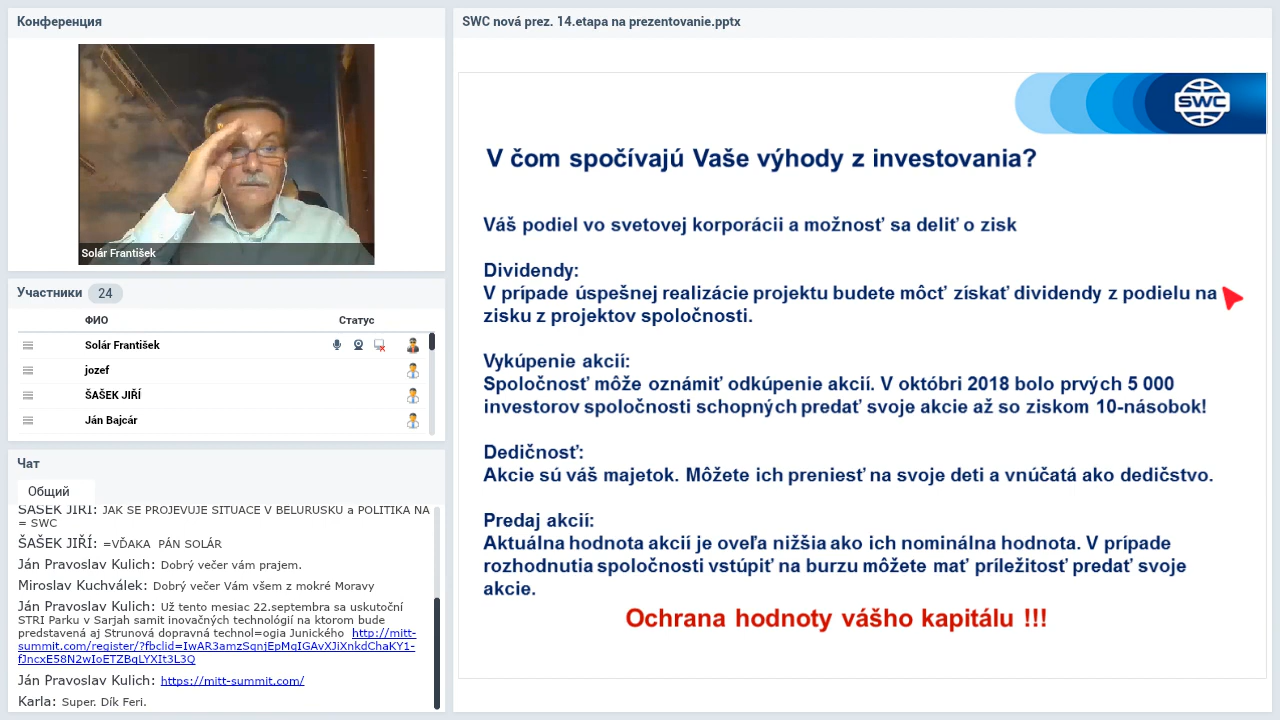 Конференция
Solár František
Участники 24
ФИО Статус
Solár František
jozef
ŠAŠEK JIŘÍ
Ján Bajcár
Чат
Общий
ŠAŠEK JIŘÍ: JAK SE PROJEVUJE SITUACE V BELURUSKU a POLITIKA NA
= SWC
ŠAŠEK JIŘÍ: =VĎAKA PÁN SOLÁR
Ján Pravoslav Kulich: Dobrý večer vám prajem.
Miroslav Kuchválek: Dobrý večer Vám všem z mokré Moravy
Ján Pravoslav Kulich: Už tento mesiac 22.septembra sa uskutoční
STRI Parku v Sarjah samit inovačných technológií na ktorom bude
predstavená aj Strunová dopravná technol=ogia Junického http://mitt-
summit.com/register/?fbclid=IwAR3amzSqnjEpMqIGAvXJiXnkdChaKY1-
fJncxE58N2wIoETZBqLYXIt3L3Q
Ján Pravoslav Kulich: https://mitt-summit.com/
Karla: Super. Dík Feri.
SWC nová prez. 14.etapa na prezentovanie.pptx
SWC
V čom spočívajú Vaše výhody z investovania?
Váš podiel vo svetovej korporácii a možnosť sa deliť o zisk
Dividendy:
V prípade úspešnej realizácie projektu budete môcť získať dividendy z podielu na
zisku z projektov spoločnosti.
Vykúpenie akcií:
Spoločnosť môže oznámiť odkúpenie akcií. V októbri 2018 bolo prvých 5 000
investorov spoločnosti schopných predať svoje akcie až so ziskom 10-násobok!
Dedičnosť:
Akcie sú váš majetok. Môžete ich preniesť na svoje deti a vnúčatá ako dedičstvo.
Predaj akcií:
Aktuálna hodnota akcií je oveľa nižšia ako ich nominálna hodnota. V prípade
rozhodnutia spoločnosti vstúpiť na burzu môžete mať príležitosť predať svoje
akcie.
Ochrana hodnoty vášho kapitálu !!!